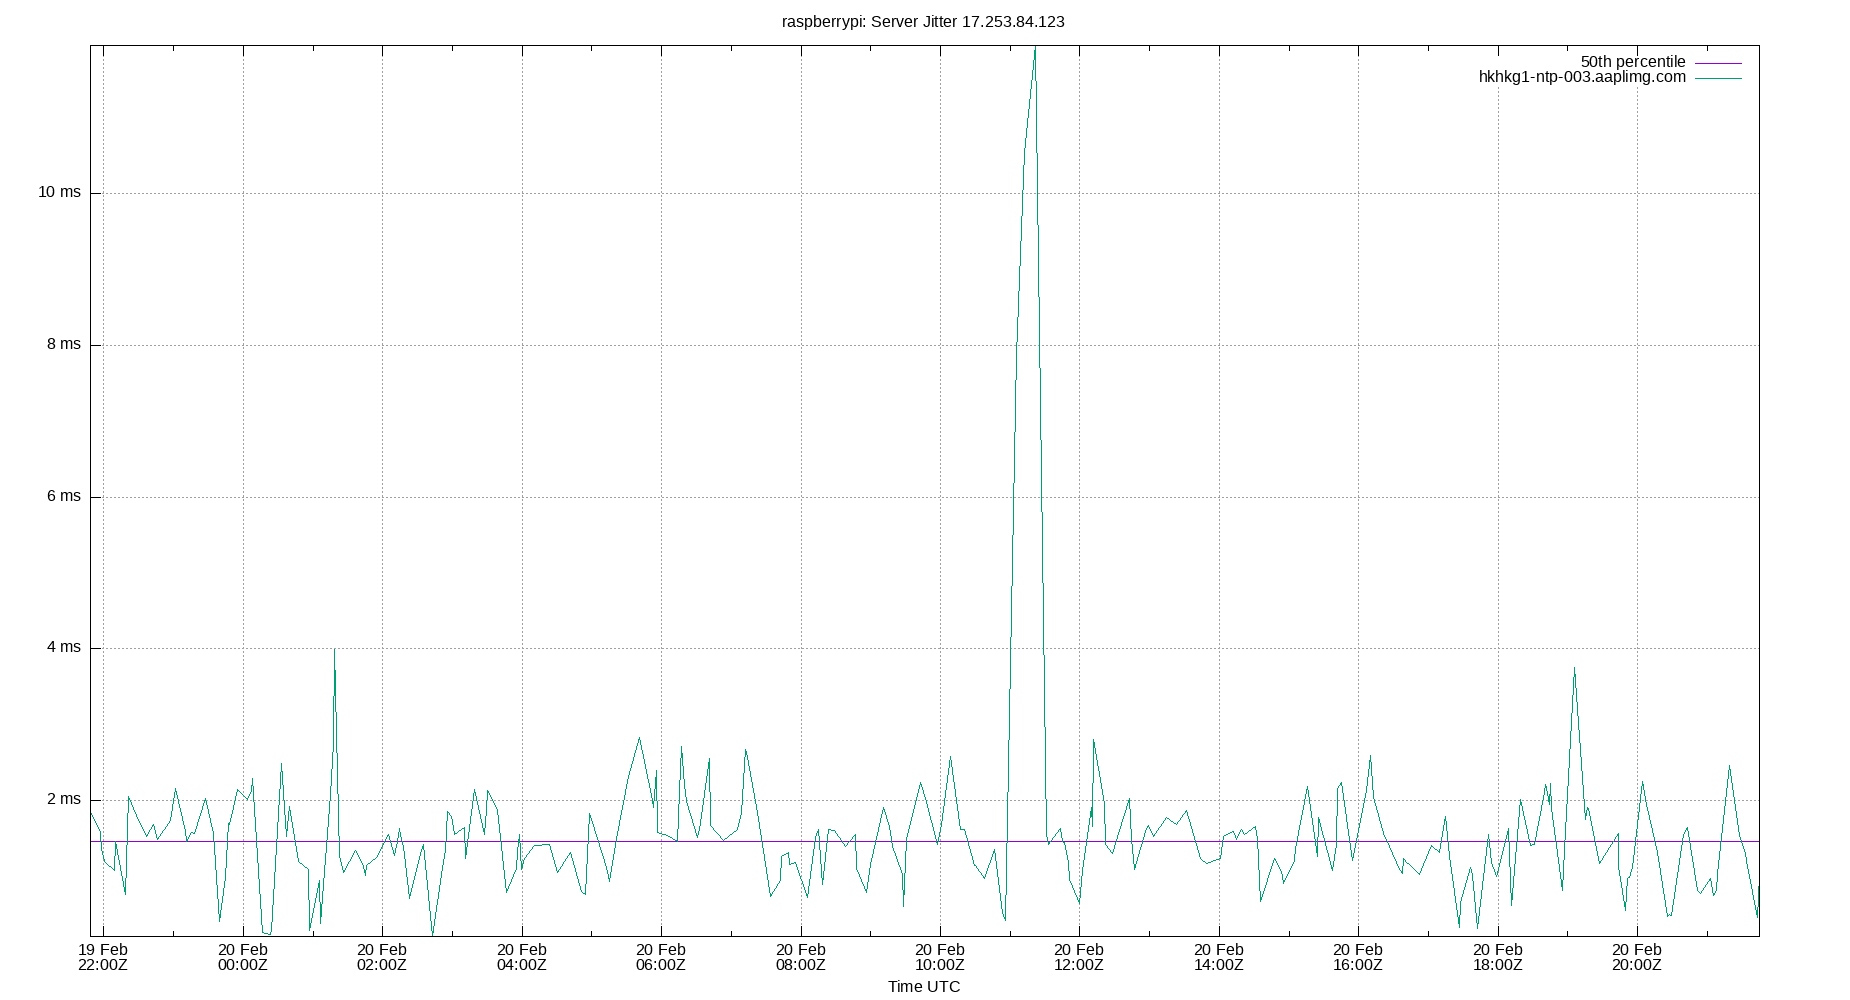 raspberrypi: Server Jitter 17.253.84.123
50th percentile
hkhkg1-ntp-003.aaplimg.com
10 ms
8 ms
6 ms
4 ms
2 ms
19 Feb 20 Feb 20 Feb 20 Feb 20 Feb 20 Feb 20 Feb 20 Feb 20 Feb 20 Feb 20 Feb 20 Feb
22:00Z 00:00Z 02:00Z 04:00Z 06:00Z 08:00Z 10:00Z 12:00Z 14:00Z 16:00Z 18:00Z 20:00Z
Time UTC